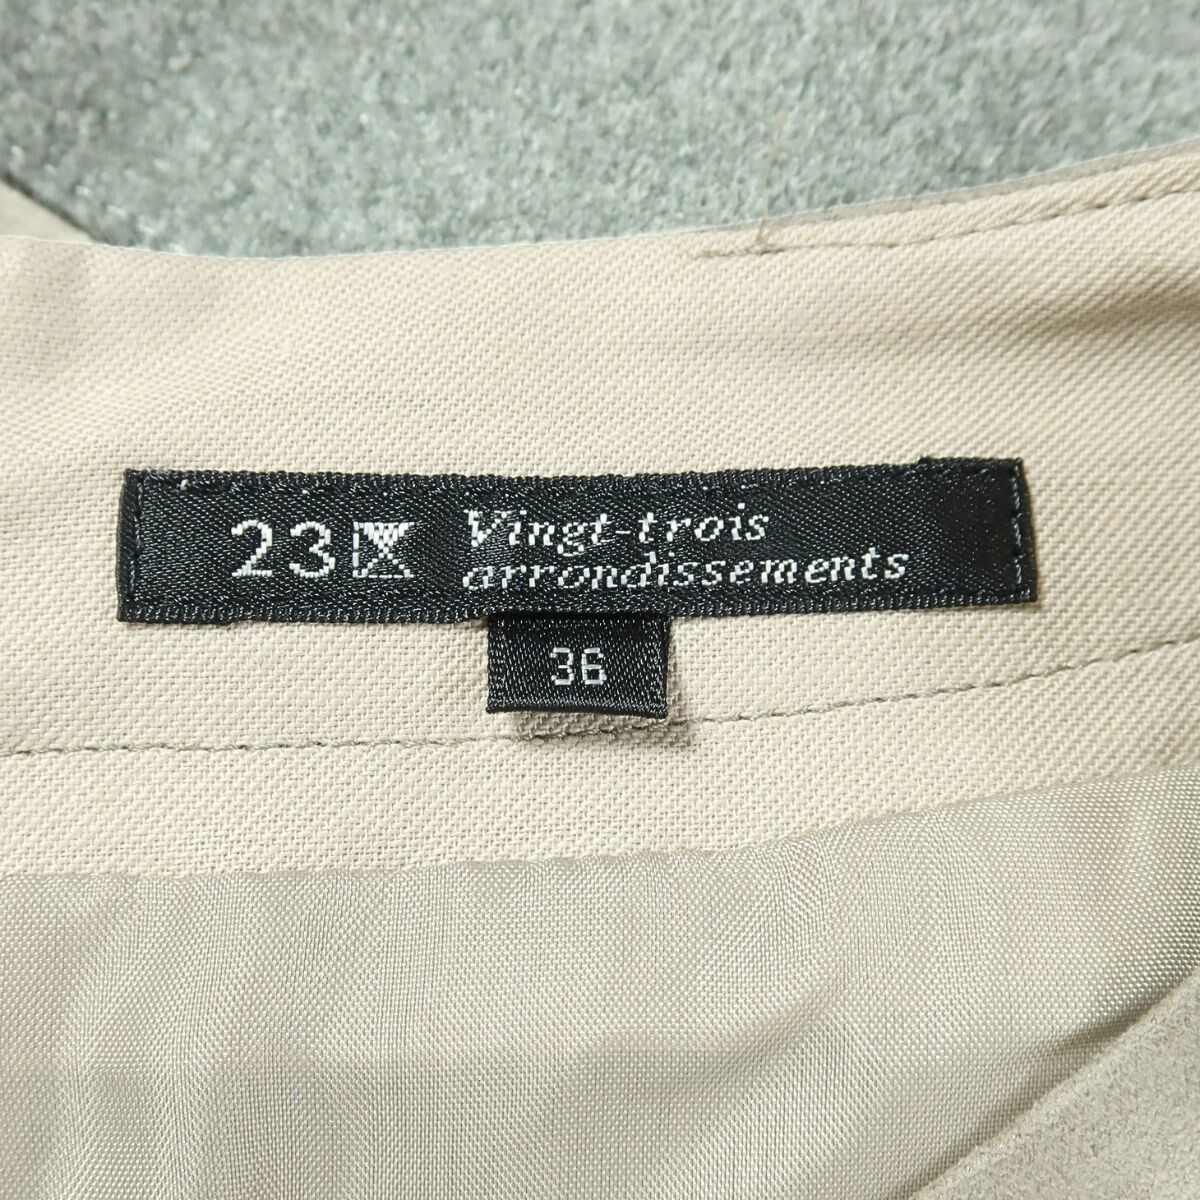 23区 Vingt-trois
arrondissements
36